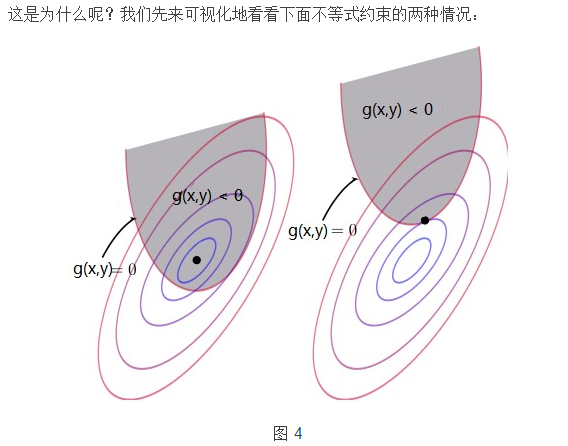 这是为什么呢？我们先来可视化地看看下面不等式约束的两种情况：
g(x,y) < 0
g(x,y) < 0
g(x,y) = 0
g(x,y)= 0
图 4